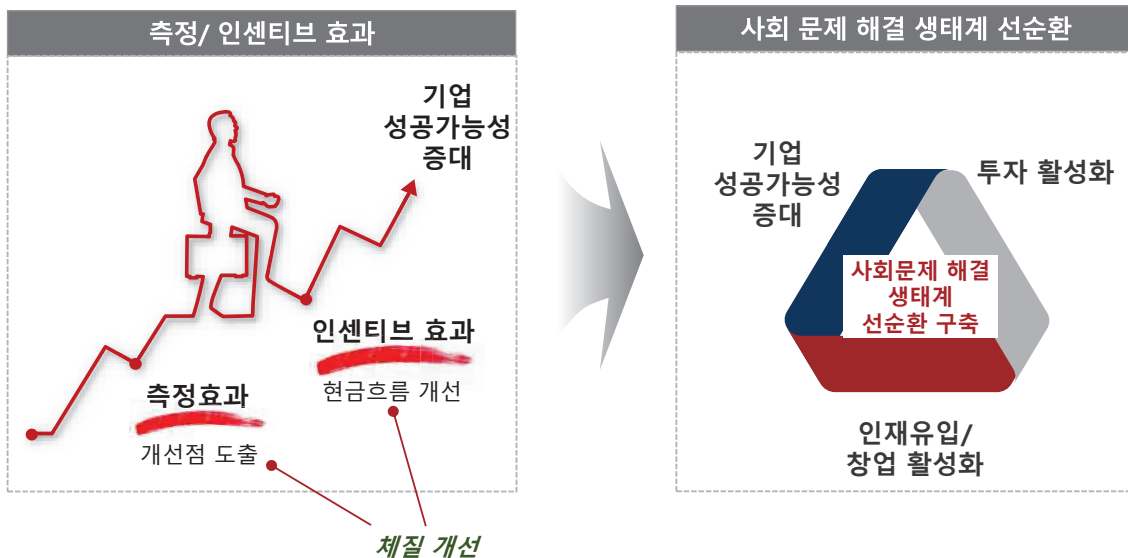 측정/ 인센티브 효과
기업
성공가능성
증대
인센티브 효과
현금흐름 개선
측정효과
개선점 도출
체질 개선
사회 문제 해결 생태계 선순환
기업
성공가능성
증대
투자 활성화
사회문제 해결
생태계
선순환 구축
인재유입/
창업 활성화